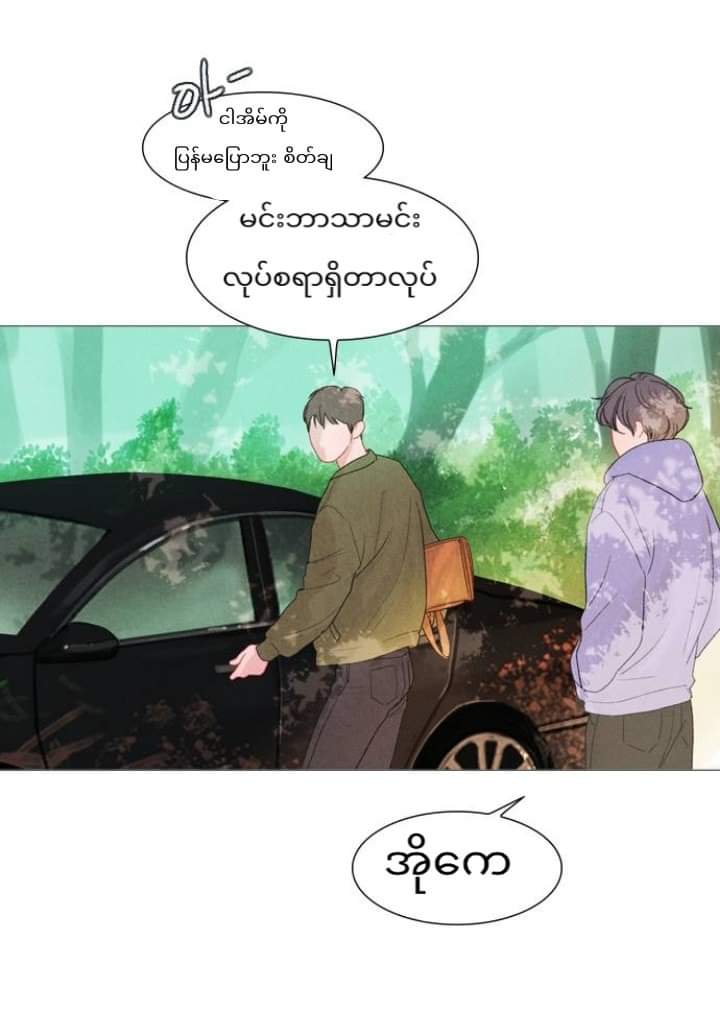 야-
ငါအိမ်ကို
ပြန်မပြောဘူး စိတ်ချ
မင်းဘာသာမင်း
လုပ်စရာရှိတာလုပ်
အိုကေ